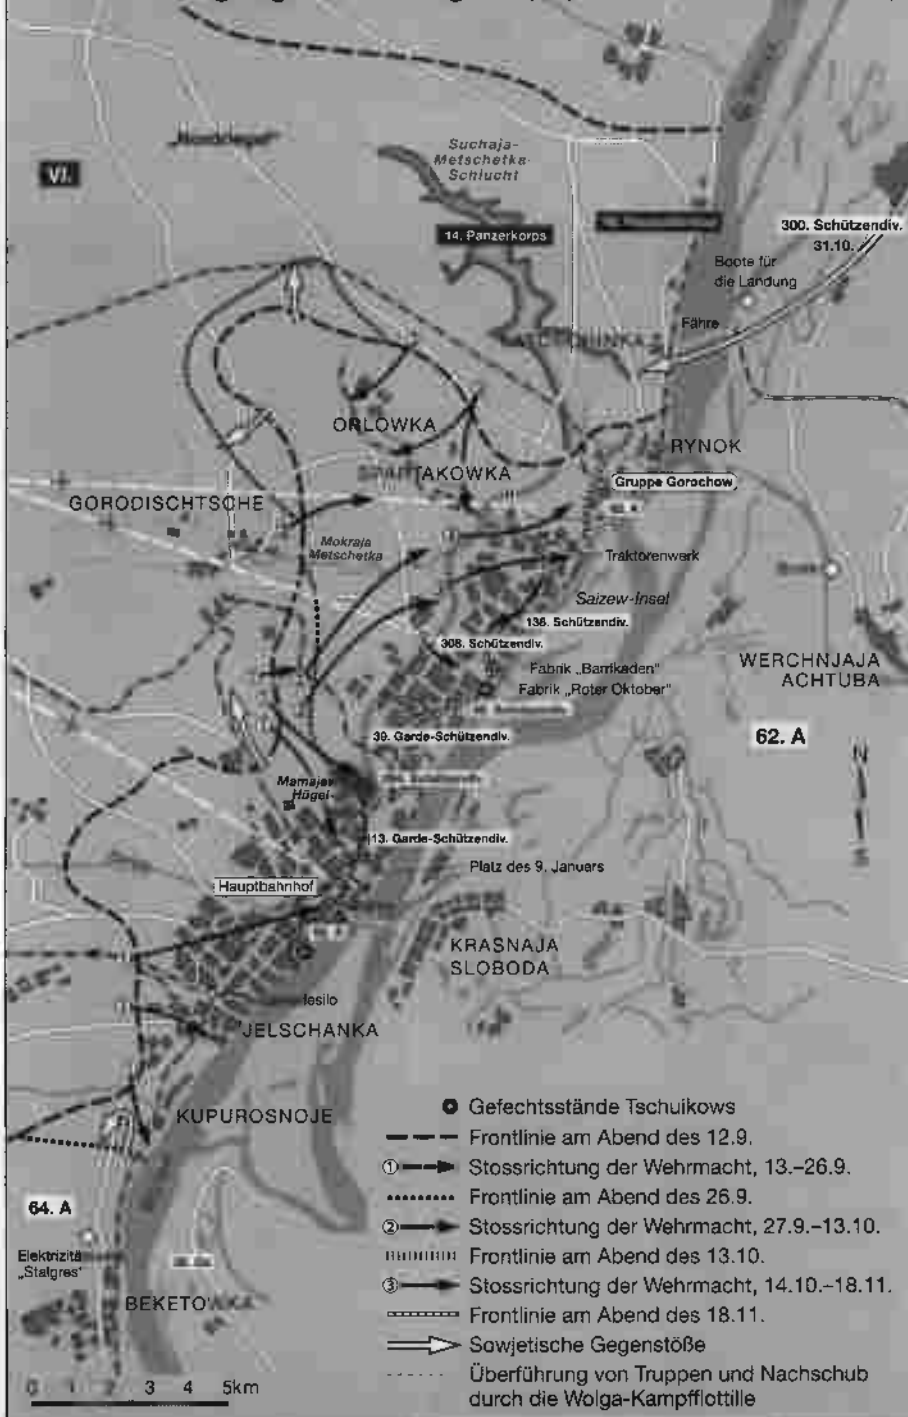 „Nordriegel“
VI.
Suchaja-
Metschetka-
Schlucht
14. Panzerkorps
300. Schützendiv.
31.10.
Boote für
die Landung
Fähre
ORLOWKA
RYNOK
TAKOWKA
Gruppe Gorochow
GORODISCHTSCHE
Mokraja
Metschetka
Traktorenwerk
Saizew-Insel
138. Schützendiv.
308. Schützendiv.
Fabrik „Barrikaden“
Fabrik „Roter Oktober“
WERCHNJAJA
ACHTUBA
62. A
39. Garde-Schützendiv.
N
S
Mamajew
Hügel
13. Garde-Schützendiv.
Platz des 9. Januars
Hauptbahnhof
KRASNAJA
SLOBODA
JELSCHANKA
KUPUROSNOJE
64. A
Elektrizitä
„Stalgres“
BEKETOWKA
0 1 2 3 4 5km
Gefechtsstände Tschuikows
Frontlinie am Abend des 12.9.
① Stossrichtung der Wehrmacht, 13.–26.9.
Frontlinie am Abend des 26.9.
② Stossrichtung der Wehrmacht, 27.9.–13.10.
Frontlinie am Abend des 13.10.
③ Stossrichtung der Wehrmacht, 14.10.–18.11.
Frontlinie am Abend des 18.11.
Sowjetische Gegenstöße
Überführung von Truppen und Nachschub
durch die Wolga-Kampfflottille